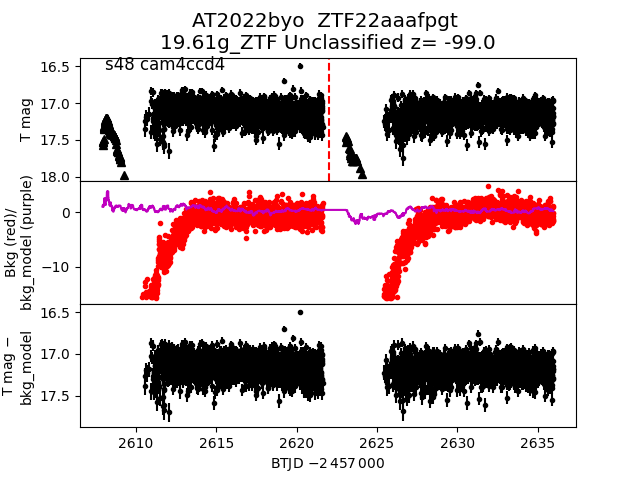 AT2022byo  ZTF22aaafpgt
19.61g_ZTF Unclassified z= -99.0
s48 cam4ccd4
T mag
16.5
17.0
17.5
18.0
Bkg (red)/
bkg_model (purple)
0
−10
T mag −
bkg_model
16.5
17.0
17.5
2610
2615
2620
2625
2630
2635
BTJD −2 457 000